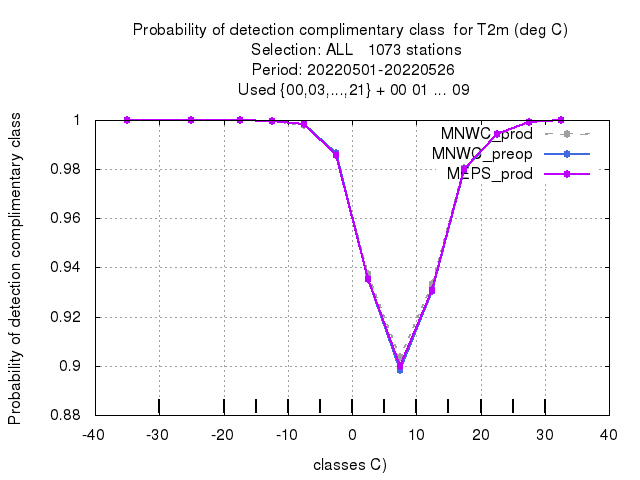 Probability of detection complimentary class  for T2m (deg C)
Selection: ALL   1073 stations
Period: 20220501-20220526
Used {00,03,...,21} + 00 01 ... 09
Probability of detection complimentary class
1
0.98
0.96
0.94
0.92
0.9
0.88
MNWC_prod
MNWC_preop
MEPS_prod
-40 -30 -20 -10 0 10 20 30 40
classes C)